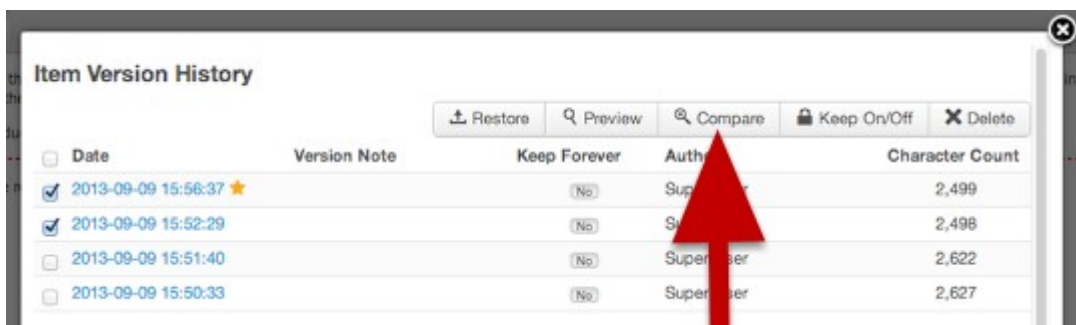 Item Version History
Restore Preview Compare Keep On/Off Delete
Date Version Note Keep Forever Character Count
2013-09-09 15:56:37 No 2,499
2013-09-09 15:52:29 No 2,498
2013-09-09 15:51:40 No 2,622
2013-09-09 15:50:33 No 2,627